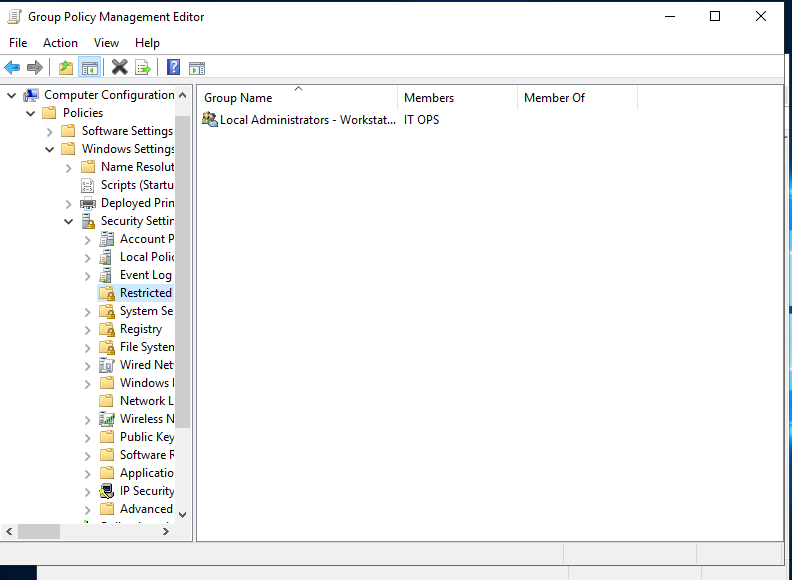 Group Policy Management Editor
File Action View Help
Computer Configuration
Policies
Software Settings
Windows Settings
Name Resolut
Scripts (Startu
Deployed Prin
Security Settin
Account P
Local Polic
Event Log
Restricted
System Se
Registry
File System
Wired Net
Windows
Network L
Wireless N
Public Key
Software R
Applicatio
IP Security
Advanced
Group Name Members Member Of
Local Administrators - Workstat... IT OPS